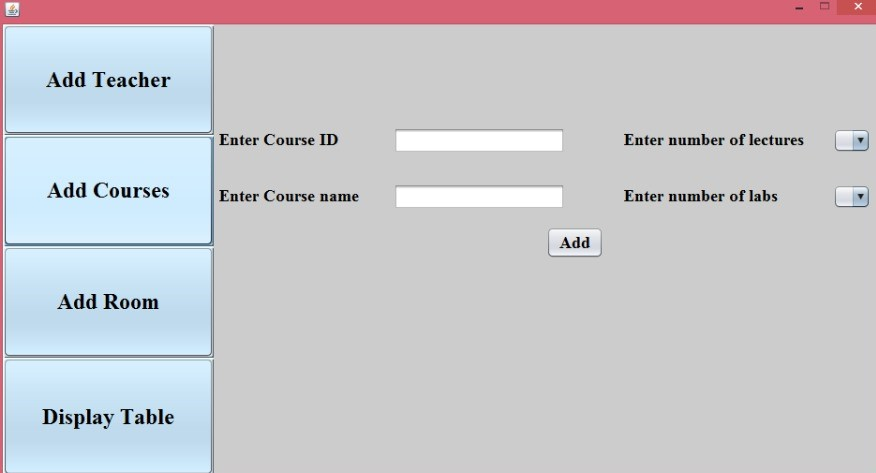 Add Teacher
Add Courses
Add Room
Display Table
Enter Course ID
Enter number of lectures
Enter Course name
Enter number of labs
Add